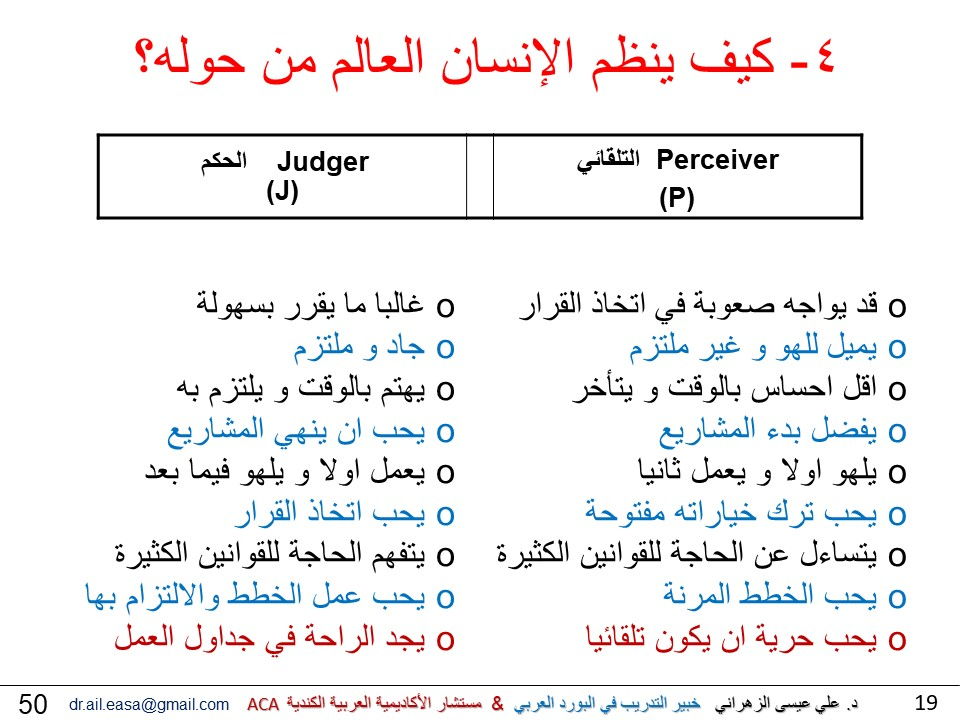 ٤- كيف ينظم الإنسان العالم من حوله؟
التلقائي Perceiver
(P)
الحكم Judger
(J)
o قد يواجه صعوبة في اتخاذ القرار
o يميل للهو و غير ملتزم
o اقل احساس بالوقت و يتأخر
o يفضل بدء المشاريع
o يلهو اولا و يعمل ثانيا
o يحب ترك خياراته مفتوحة
o يتساءل عن الحاجة للقوانين الكثيرة
o يحب الخطط المرنة
o يحب حرية ان يكون تلقائيا
o غالبا ما يقرر بسهولة
o جاد و ملتزم
o يهتم بالوقت و يلتزم به
o يحب ان ينهي المشاريع
o يعمل اولا و يلهو فيما بعد
o يحب اتخاذ القرار
o يتفهم الحاجة للقوانين الكثيرة
o يحب عمل الخطط والالتزام بها
o يجد الراحة في جداول العمل
19 د. علي عيسى الزهراني خبير التدريب في البورد العربي & مستشار الأكاديمية العربية الكندية ACA dr.ail.easa@gmail.com 50